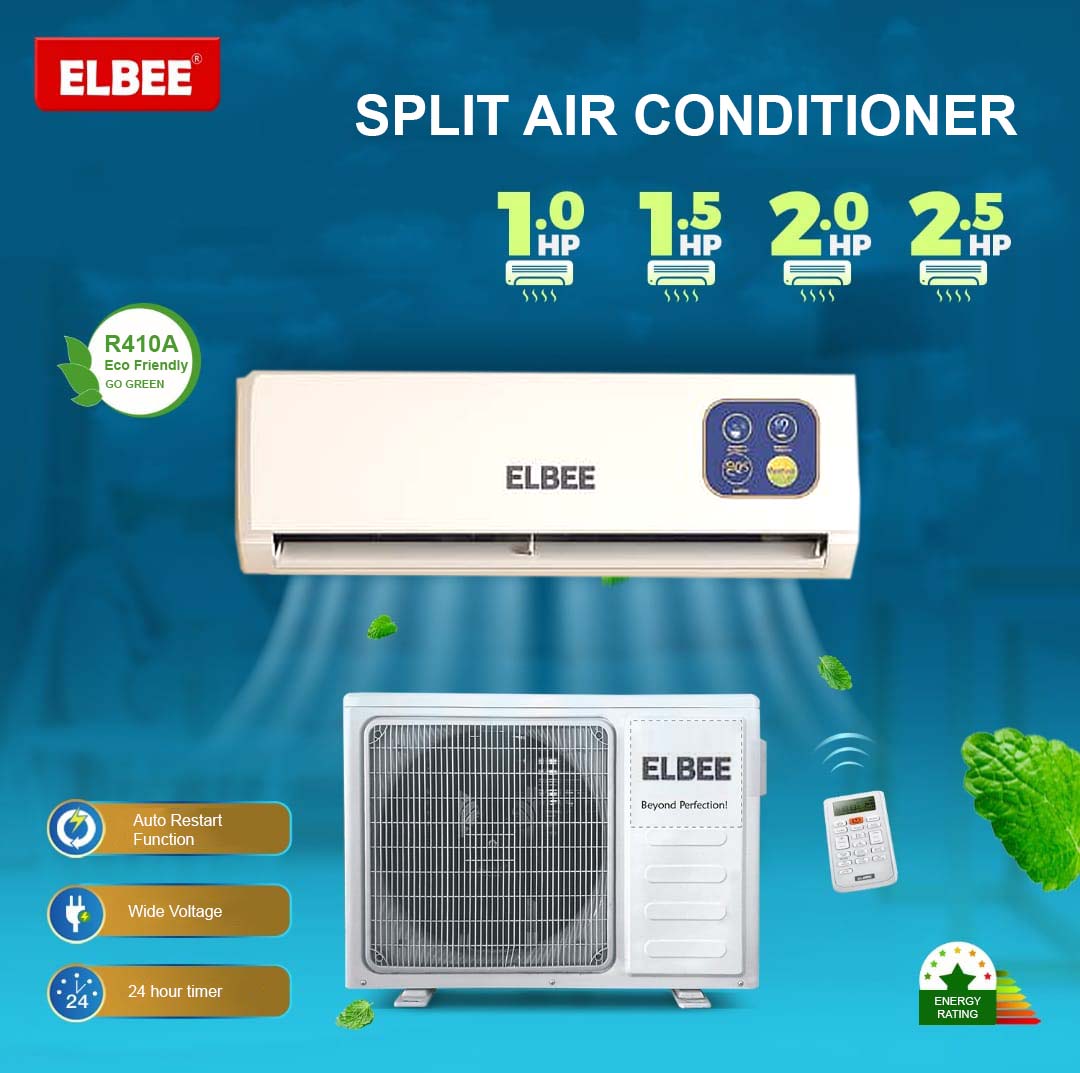 ELBEE®
SPLIT AIR CONDITIONER
1.0 HP
1.5 HP
2.0 HP
2.5 HP
R410A
Eco Friendly
GO GREEN
ELBEE
ELBEE
Beyond Perfection!
Auto Restart
Function
Wide Voltage
24
24 hour timer
ENERGY
RATING